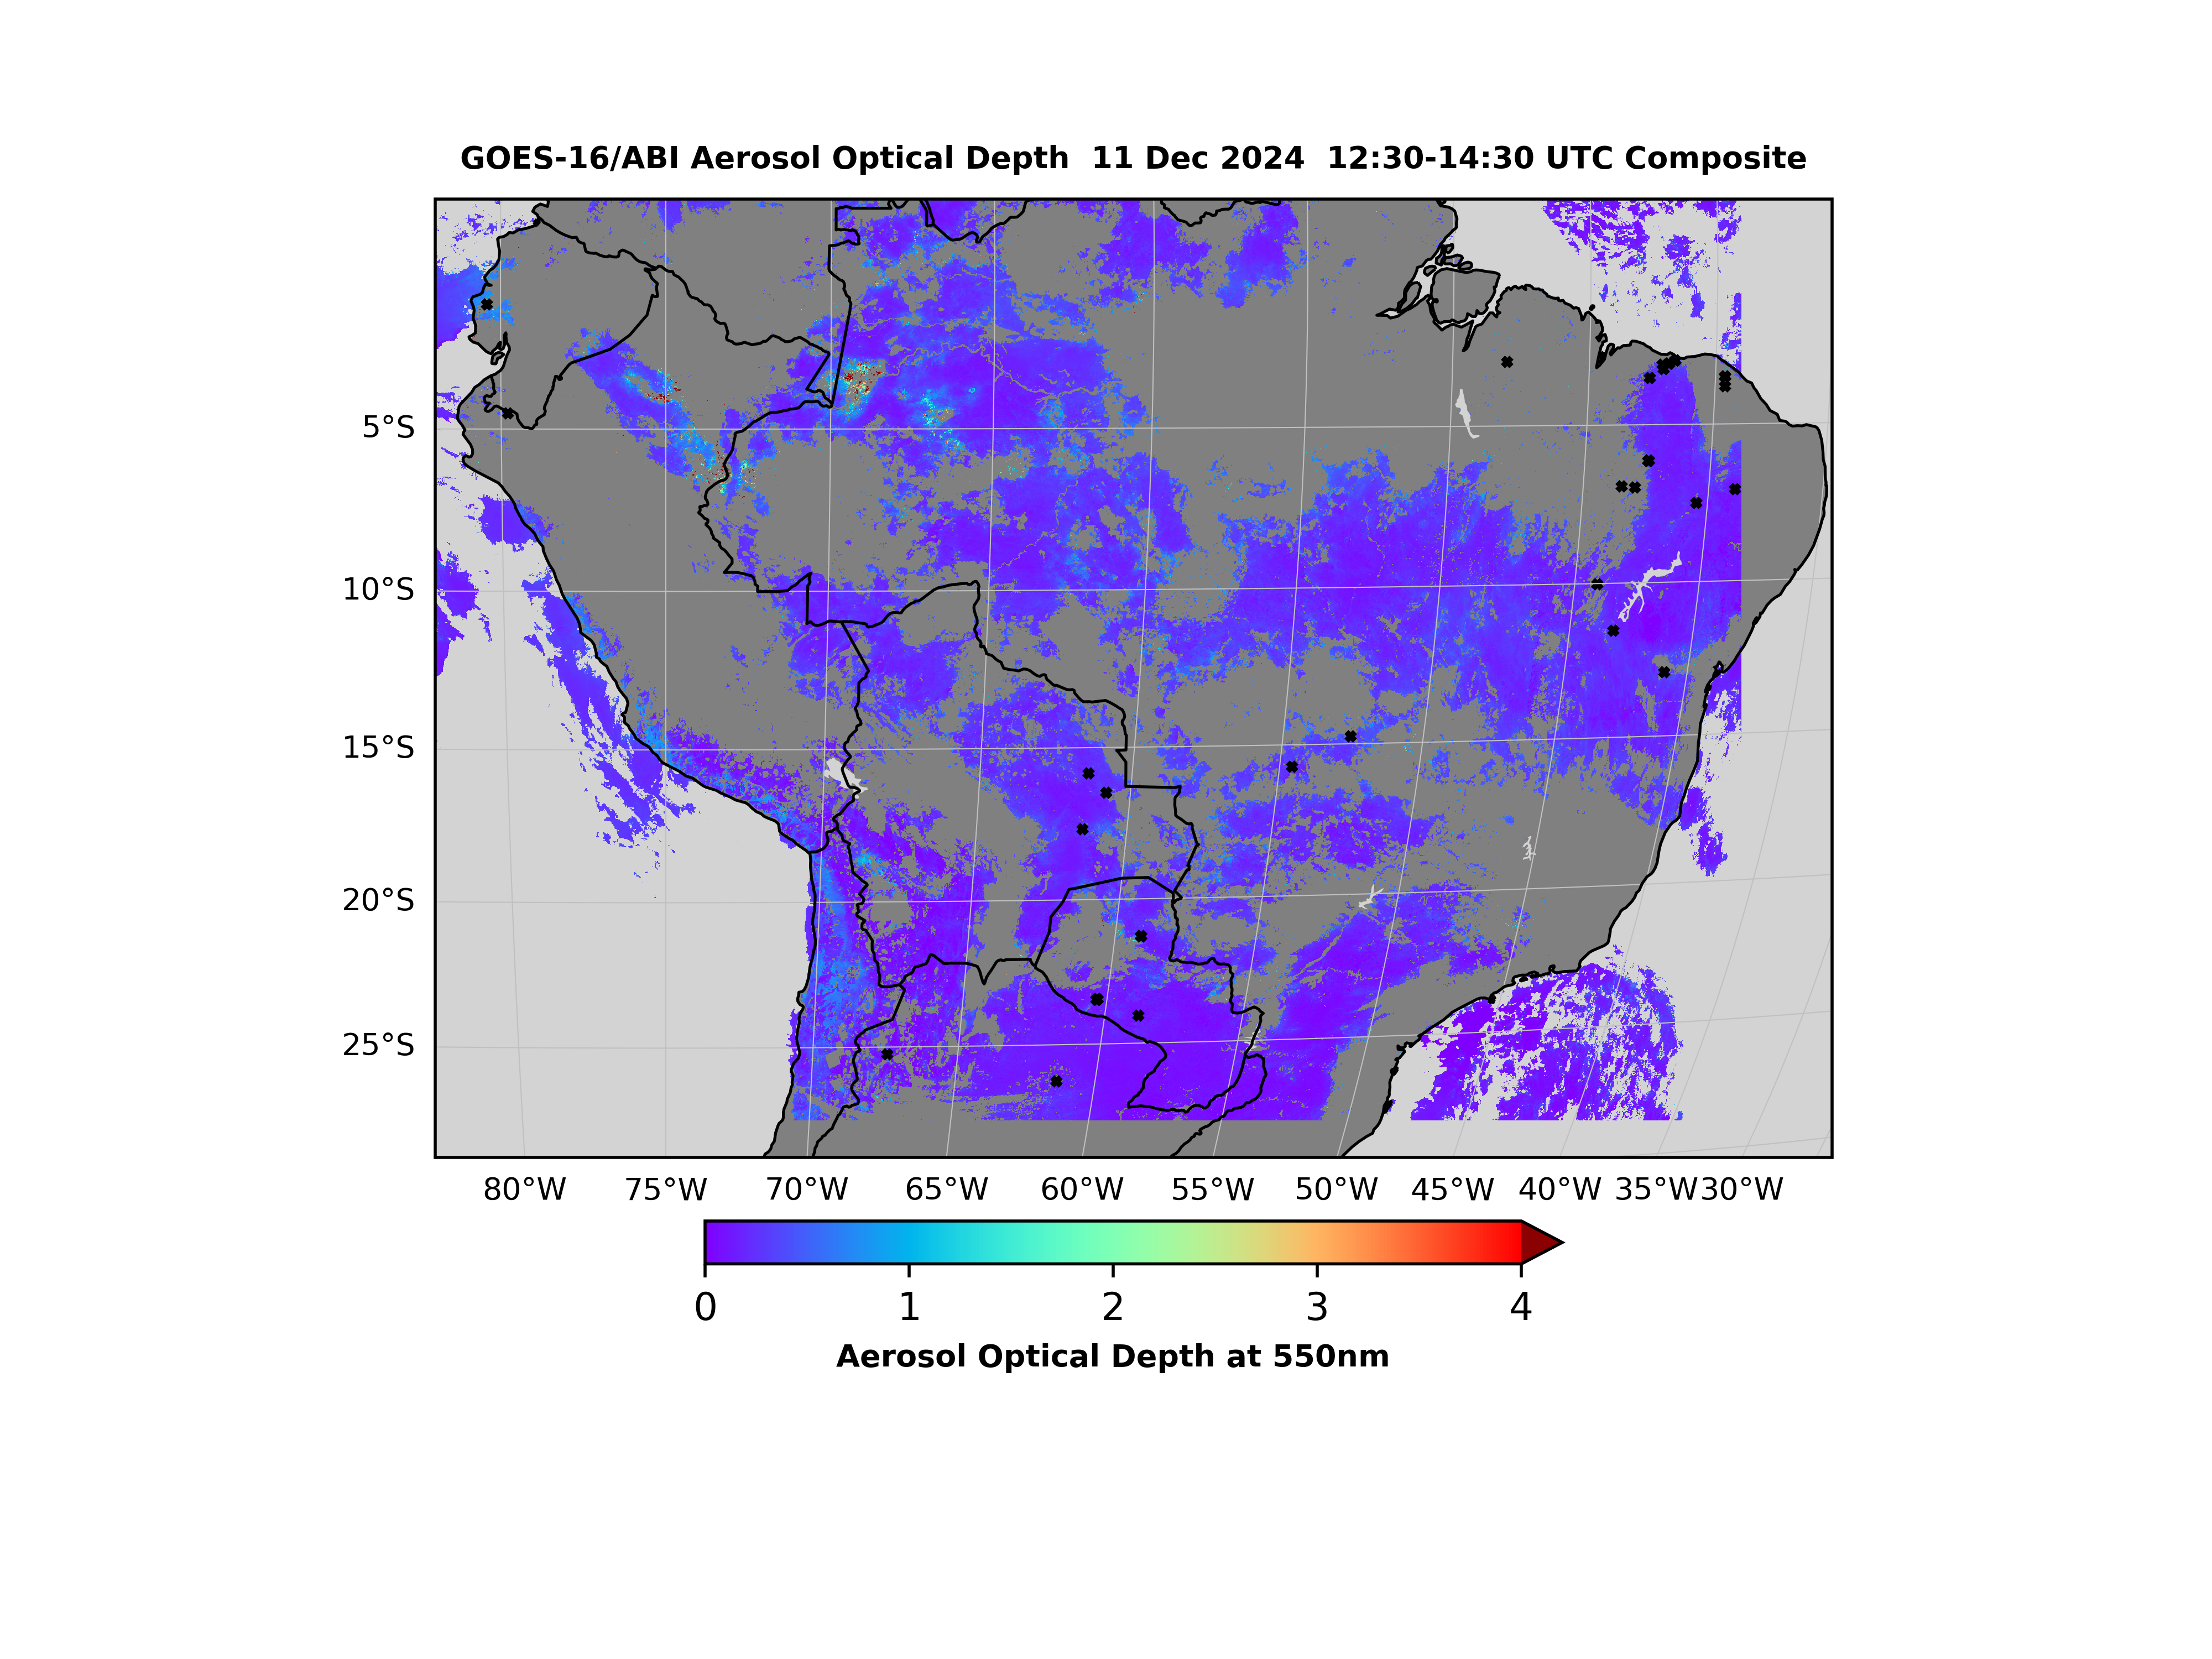 GOES-16/ABI Aerosol Optical Depth  11 Dec 2024  12:30-14:30 UTC Composite
5°S
10°S
15°S
20°S
25°S
80°W 75°W 70°W 65°W 60°W 55°W 50°W 45°W 40°W 35°W 30°W
0 1 2 3 4
Aerosol Optical Depth at 550nm